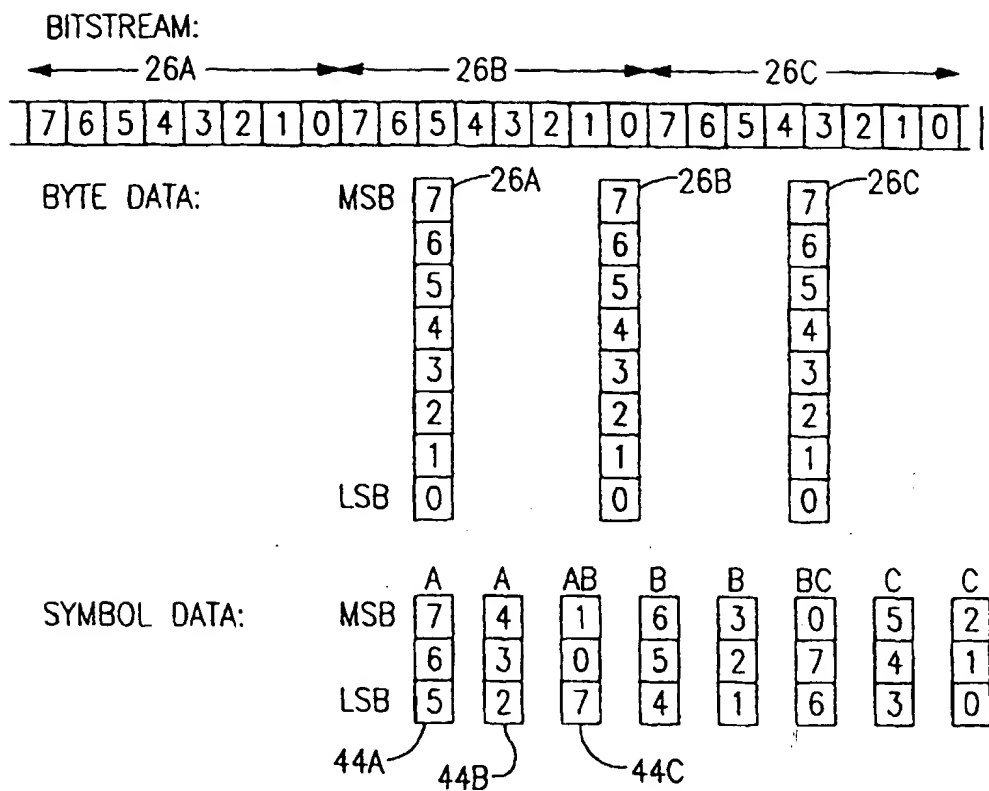 BITSTREAM:
26A 26B 26C
7 6 5 4 3 2 1 0 7 6 5 4 3 2 1 0 7 6 5 4 3 2 1 0
BYTE DATA: MSB 7 26A 7 26B 7 26C
6 6 6
5 5 5
4 4 4
3 3 3
2 2 2
1 1 1
LSB 0 0 0
A A AB B B BC C C
SYMBOL DATA: MSB 7 4 1 6 3 0 5 2
6 3 0 5 2 7 4 1
LSB 5 2 7 4 1 6 3 0
44A 44B 44C